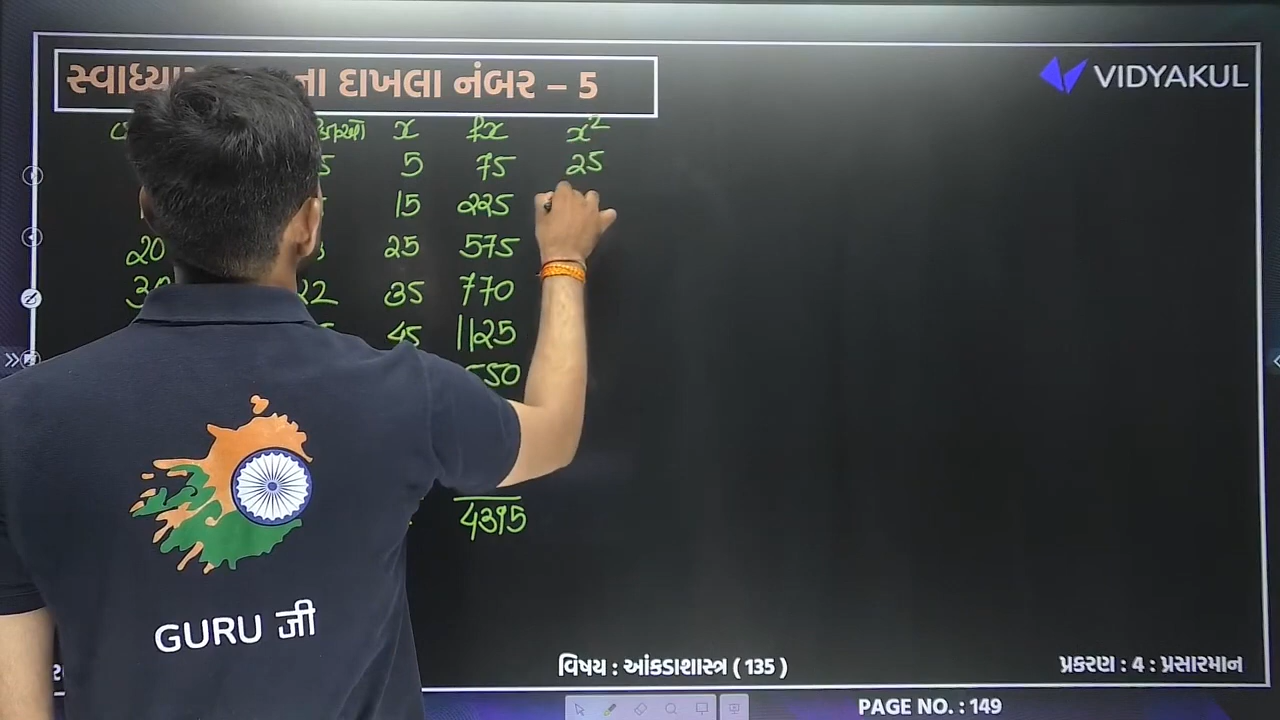 સ્વાધ્યાય ના દાખલા નંબર – 5
VIDYAKUL
x fx x²
5 5 75 25
15 225
20 25 575
30 22 35 770
45 1125
550
4395
GURU जी
વિષય : આંકડાશાસ્ત્ર ( 135 )
પ્રકરણ : 4 : પ્રસારમાન
PAGE NO. : 149